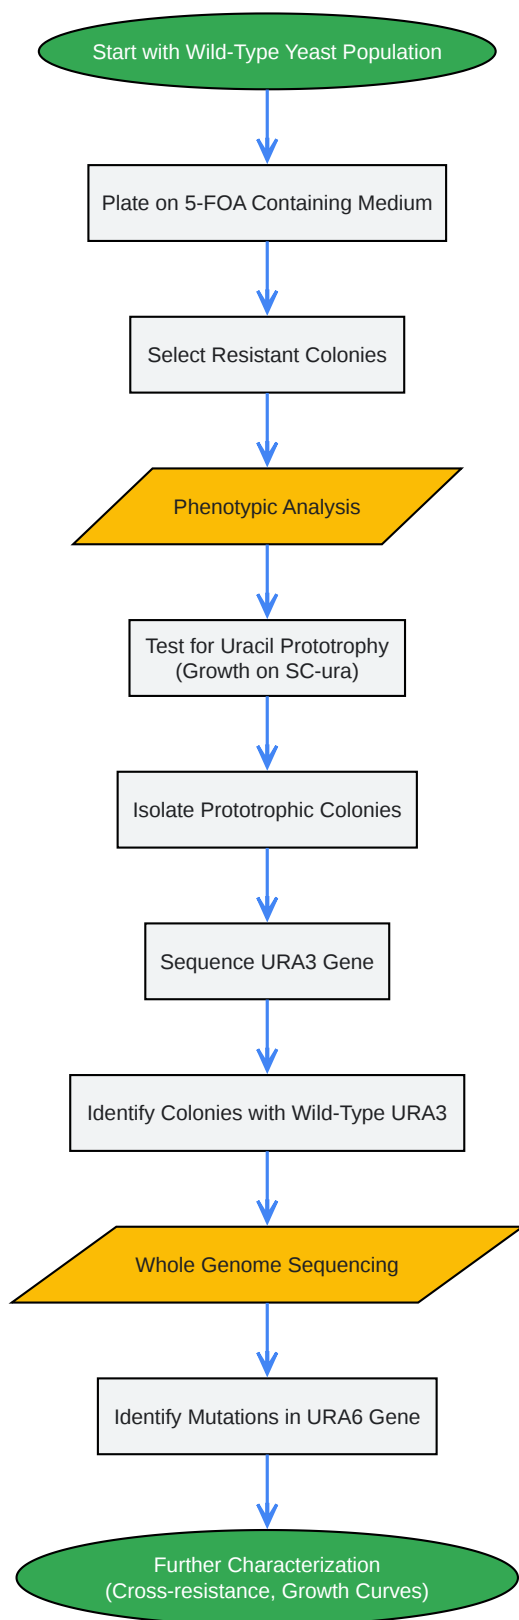 Start with Wild-Type Yeast Population
Plate on 5-FOA Containing Medium
Select Resistant Colonies
Phenotypic Analysis
Test for Uracil Prototrophy
(Growth on SC-ura)
Isolate Prototrophic Colonies
Sequence URA3 Gene
Identify Colonies with Wild-Type URA3
Whole Genome Sequencing
Identify Mutations in URA6 Gene
Further Characterization
(Cross-resistance, Growth Curves)